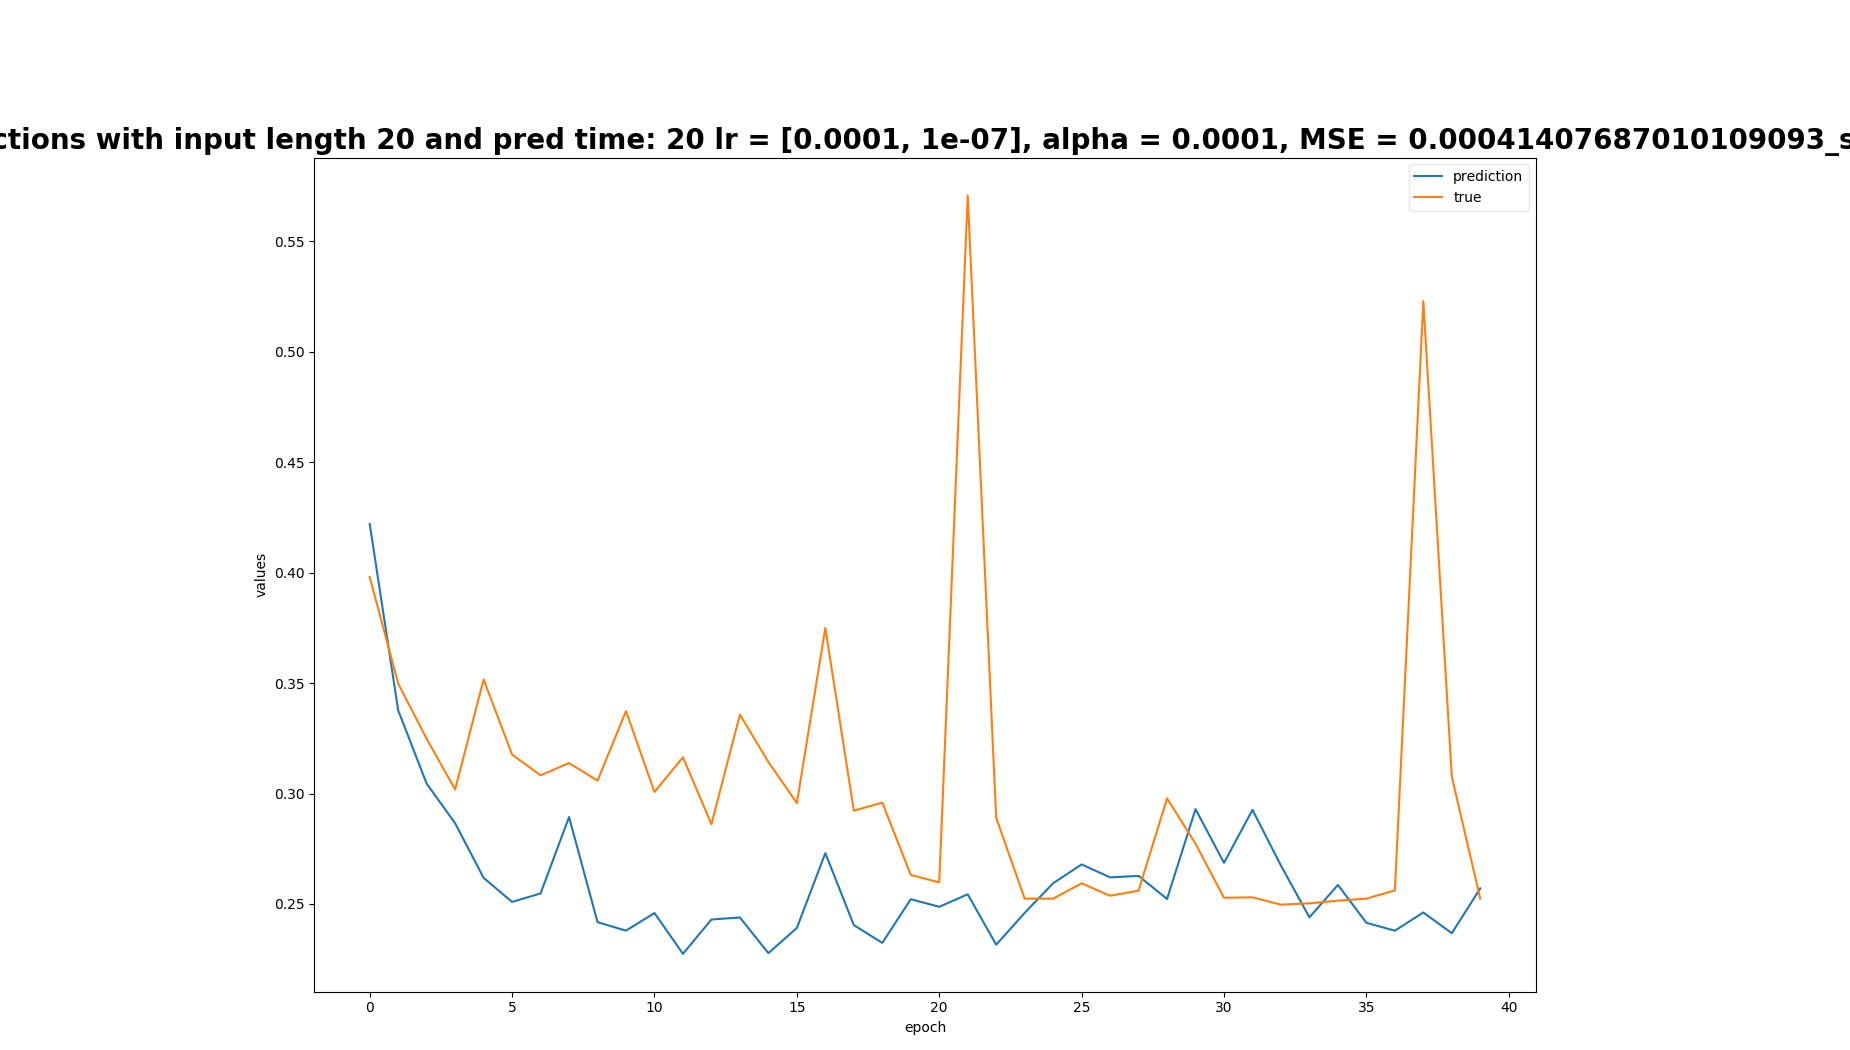 ctions with input length 20 and pred time: 20 lr = [0.0001, 1e-07], alpha = 0.0001, MSE = 0.00041407687010109093_s
prediction
true
0.55
0.50
0.45
0.40
0.35
0.30
0.25
values
0 5 10 15 20 25 30 35 40
epoch